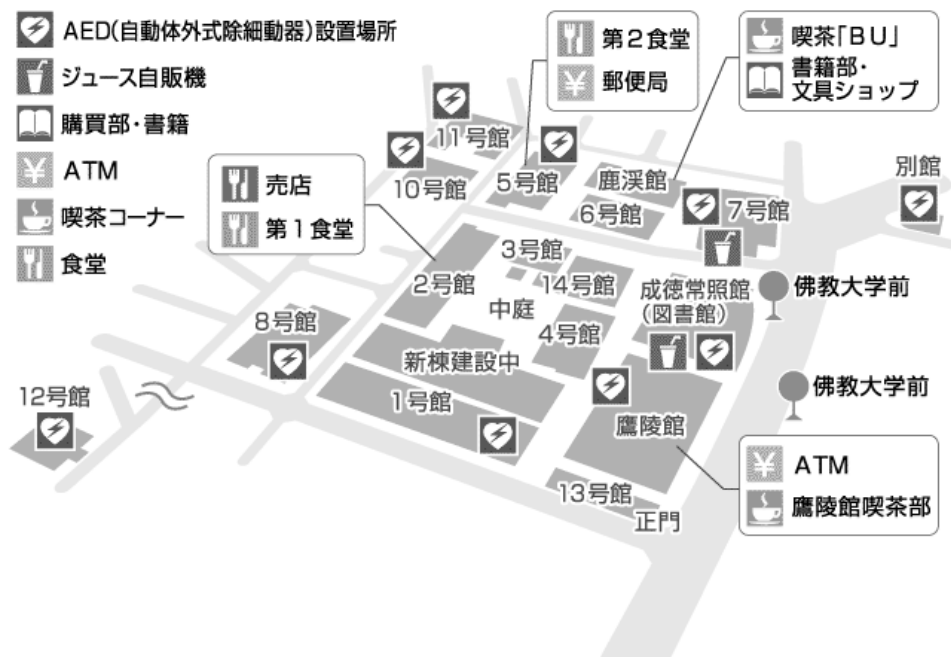 AED(自動体外式除細動器)設置場所
ジュース自販機
購買部・書籍
ATM
喫茶コーナー
食堂
第2食堂
郵便局
喫茶「BU」
書籍部・
文具ショップ
売店
第1食堂
11号館
10号館
5号館
鹿渓館
6号館
7号館
別館
3号館
2号館
14号館
中庭
4号館
成徳常照館
(図書館)
佛教大学前
8号館
新棟建設中
1号館
佛教大学前
12号館
鷹陵館
ATM
鷹陵館喫茶部
13号館
正門